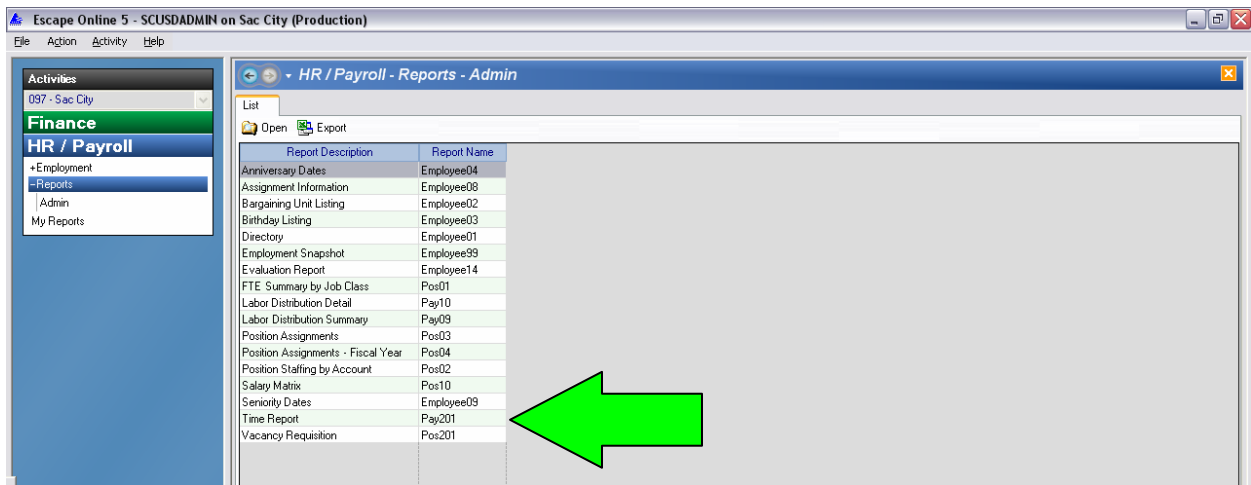 Escape Online 5 - SCUSDADMIN on Sac City (Production)
File Action Activity Help
Activities
097 - Sac City
Finance
HR / Payroll
+Employment
-Reports
Admin
My Reports
HR / Payroll - Reports - Admin
List
Open Export
Report Description Report Name
Anniversary Dates Employee04
Assignment Information Employee08
Bargaining Unit Listing Employee02
Birthday Listing Employee03
Directory Employee01
Employment Snapshot Employee99
Evaluation Report Employee14
FTE Summary by Job Class Pos01
Labor Distribution Detail Pay10
Labor Distribution Summary Pay09
Position Assignments Pos03
Position Assignments - Fiscal Year Pos04
Position Staffing by Account Pos02
Salary Matrix Pos10
Seniority Dates Employee09
Time Report Pay201
Vacancy Requisition Pos201